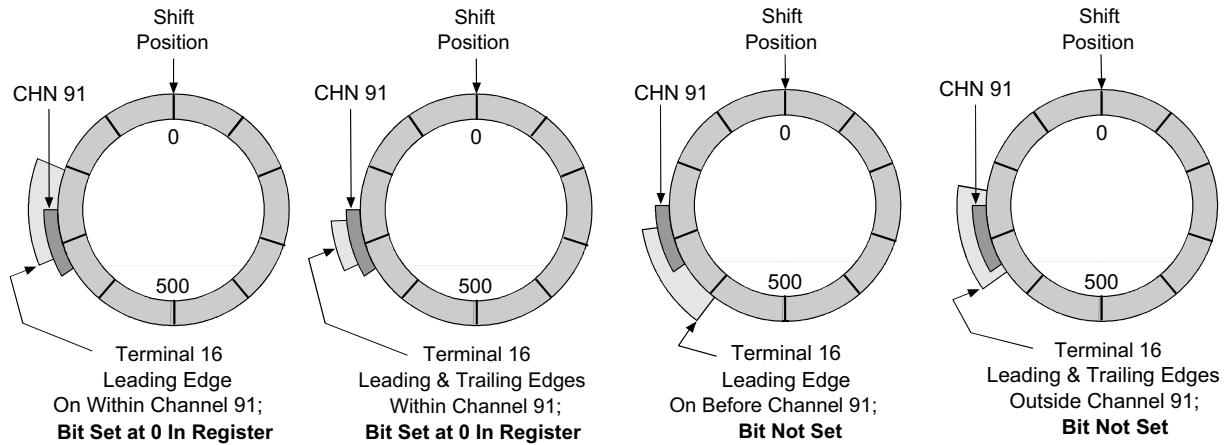 Shift
Position
CHN 91
0
500
Terminal 16
Leading Edge
On Within Channel 91;
Bit Set at 0 In Register
Shift
Position
CHN 91
0
500
Terminal 16
Leading & Trailing Edges
Within Channel 91;
Bit Set at 0 In Register
Shift
Position
CHN 91
0
500
Terminal 16
Leading Edge
On Before Channel 91;
Bit Not Set
Shift
Position
CHN 91
0
500
Terminal 16
Leading & Trailing Edges
Outside Channel 91;
Bit Not Set